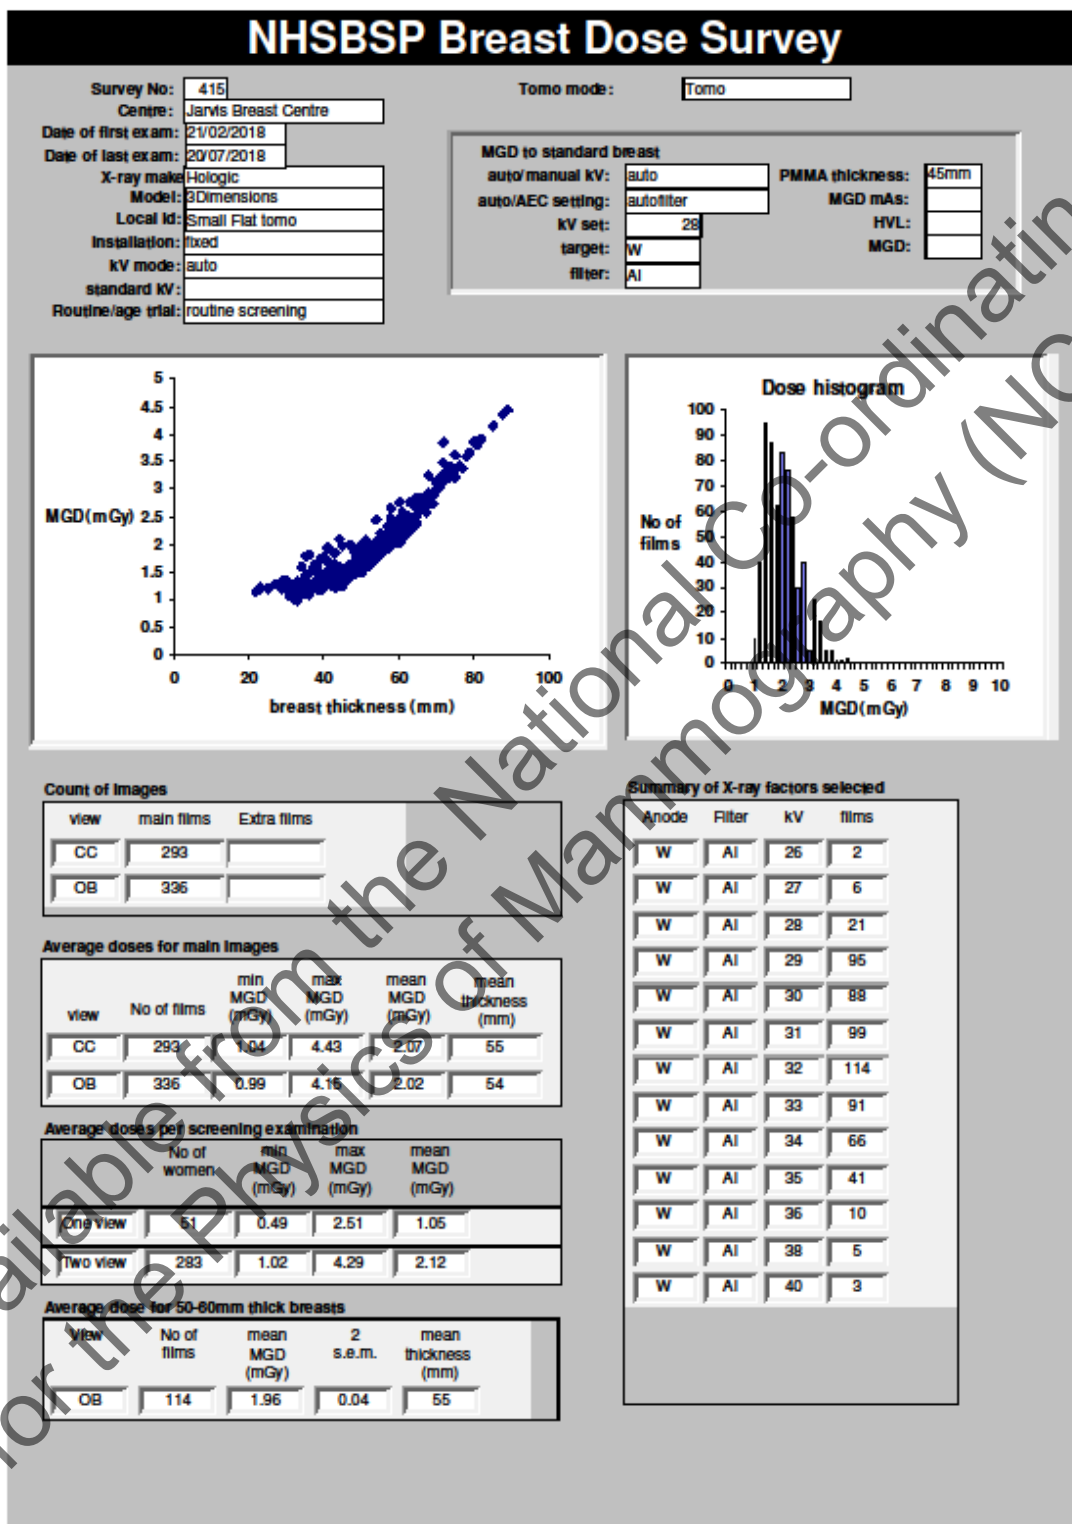 NHSBSP Breast Dose Survey
Survey No: 415
Tomo mode: Tomo
Centre: Jarvis Breast Centre
Date of first exam: 21/02/2018
Date of last exam: 20/07/2018
X-ray make Hologic
Model: 3Dimensions
Local Id: Small Flat tomo
Installation: fixed
kV mode: auto
standard kV:
Routine/age trial: routine screening
MGD to standard breast
auto/manual kV: auto
PMMA thickness: 45mm
auto/AEC setting: autofilter
MGD mAs:
kV set: 28
HVL:
target: W
MGD:
filter: Al
5
4.5
4
3.5
3
MGD(mGy) 2.5
2
1.5
1
0.5
0
0 20 40 60 80 100
breast thickness (mm)
Dose histogram
100
90
80
70
60
No of films
50
40
30
20
10
0
0 1 2 3 4 5 6 7 8 9 10
MGD(mGy)
Count of Images
view main films Extra films
CC 293
OB 336
Average doses for main Images
view No of films min MGD (mGy) max MGD (mGy) mean MGD (mGy) mean thickness (mm)
CC 293 1.04 4.43 2.07 55
OB 336 0.99 4.15 2.02 54
Average doses per screening examination
No of women min MGD (mGy) max MGD (mGy) mean MGD (mGy)
One view 51 0.49 2.51 1.05
Two view 283 1.02 4.29 2.12
Average dose for 50-60mm thick breasts
View No of films mean MGD (mGy) 2 s.e.m. mean thickness (mm)
OB 114 1.96 0.04 55
Summary of X-ray factors selected
Anode Filter kV films
W Al 26 2
W Al 27 6
W Al 28 21
W Al 29 95
W Al 30 88
W Al 31 99
W Al 32 114
W Al 33 91
W Al 34 66
W Al 35 41
W Al 36 10
W Al 38 5
W Al 40 3
ailable from the National Co-ordinatin
for the Physics of Mammography (NC